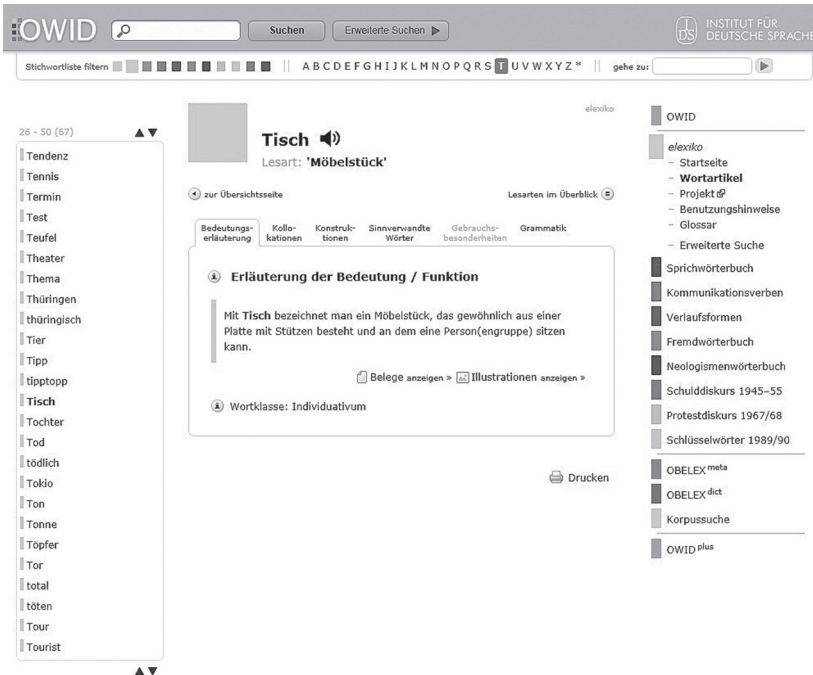 OWID
Suchen
Erweiterte Suchen
IDS
INSTITUT FÜR
DEUTSCHE SPRACHE
Stichwortliste filtern
A B C D E F G H I J K L M N O P Q R S T U V W X Y Z *
gehe zu:
26 - 50 (67)
Tendenz
Tennis
Termin
Test
Teufel
Theater
Thema
Thüringen
thüringisch
Tier
Tipp
tipptopp
Tisch
Tochter
Tod
tödlich
Tokio
Ton
Tonne
Töpfer
Tor
total
töten
Tour
Tourist
elexiko
Tisch
Lesart: 'Möbelstück'
zur Übersichtsseite
Lesarten im Überblick
Bedeutungs-
erläuterung
Kollo-
kationen
Konstruk-
tionen
Sinnverwandte
Wörter
Gebrauchs-
besonderheiten
Grammatik
Erläuterung der Bedeutung / Funktion
Mit Tisch bezeichnet man ein Möbelstück, das gewöhnlich aus einer
Platte mit Stützen besteht und an dem eine Person(engruppe) sitzen
kann.
Belege anzeigen » Illustrationen anzeigen »
Wortklasse: Individuativum
Drucken
OWID
elexiko
– Startseite
– Wortartikel
– Projekt
– Benutzungshinweise
– Glossar
– Erweiterte Suche
Sprichwörterbuch
Kommunikationsverben
Verlaufsformen
Fremdwörterbuch
Neologismenwörterbuch
Schulddiskurs 1945–55
Protestdiskurs 1967/68
Schlüsselwörter 1989/90
OBELEX meta
OBELEX dict
Korpussuche
OWID plus